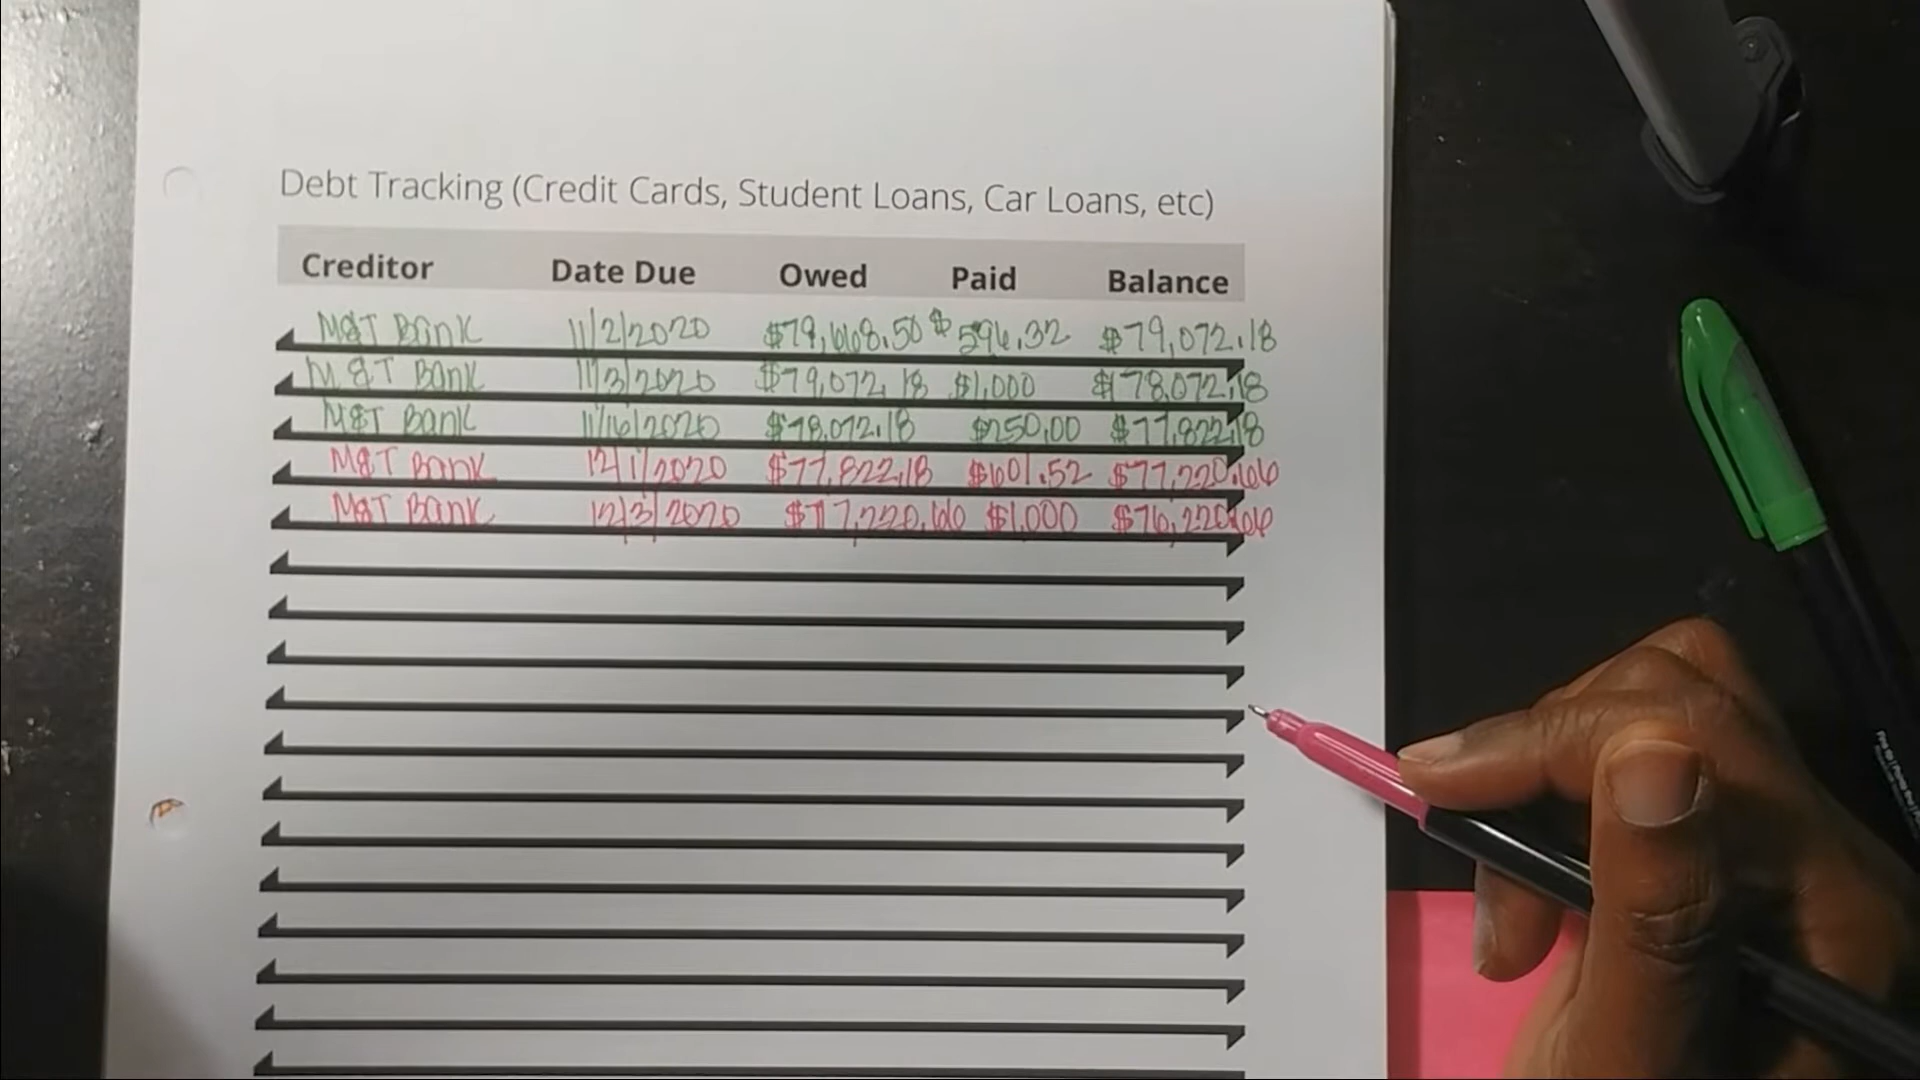 Debt Tracking (Credit Cards, Student Loans, Car Loans, etc)
Creditor Date Due Owed Paid Balance
M&T Bank 11/2/2020 $79,668.50 $596.32 $79,072.18
M&T Bank 11/3/2020 $79,072.18 $1,000 $78,072.18
M&T Bank 11/16/2020 $78,072.18 $250.00 $77,822.18
M&T Bank 12/1/2020 $77,822.18 $601.52 $77,220.66
M&T Bank 12/3/2020 $77,220.66 $1,000 $76,220.66